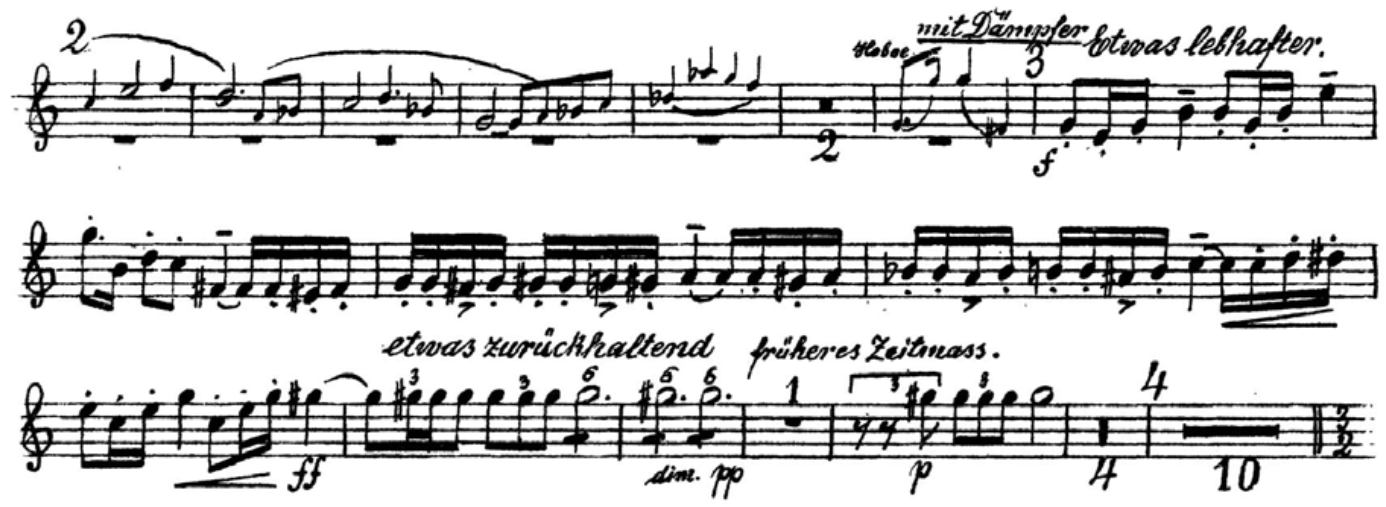 2 Hoboe mit Dämpfer 3 Etwas lebhafter.
2 f
etwas zurückhaltend früheres Zeitmass.
3 3 6 6 6 1 3 3 4
ff dim. pp p 4 10 3 2